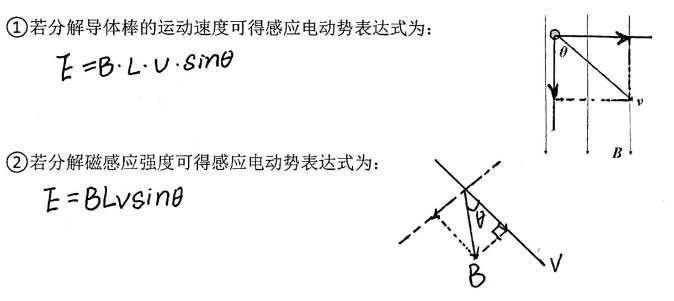 ①若分解导体棒的运动速度可得感应电动势表达式为:
E=B·L·v·sinθ
θ
v
B
②若分解磁感应强度可得感应电动势表达式为:
E=BLvsinθ
θ
B
V